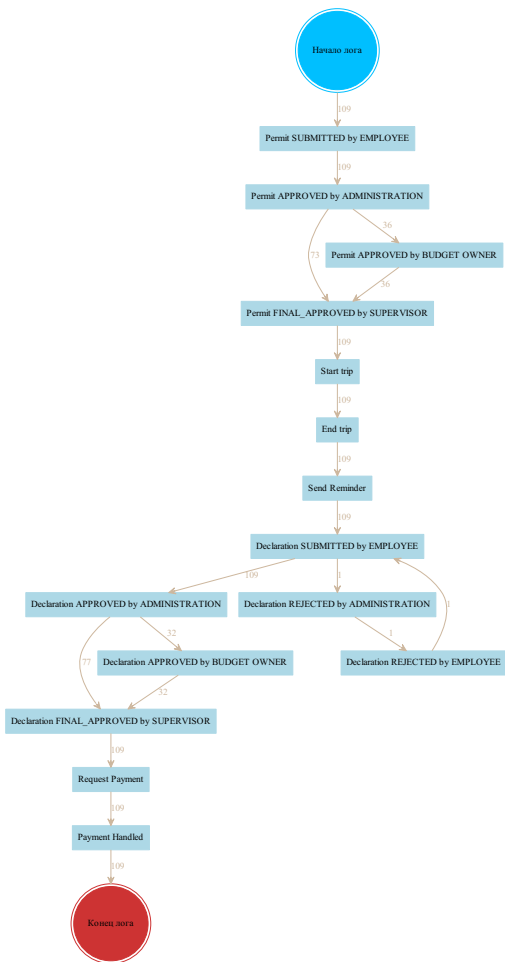 Начало лога
109
Permit SUBMITTED by EMPLOYEE
109
Permit APPROVED by ADMINISTRATION
36
73
Permit APPROVED by BUDGET OWNER
36
Permit FINAL_APPROVED by SUPERVISOR
109
Start trip
109
End trip
109
Send Reminder
109
Declaration SUBMITTED by EMPLOYEE
109
1
Declaration APPROVED by ADMINISTRATION
Declaration REJECTED by ADMINISTRATION
1
32
1
77
Declaration APPROVED by BUDGET OWNER
Declaration REJECTED by EMPLOYEE
32
Declaration FINAL_APPROVED by SUPERVISOR
109
Request Payment
109
Payment Handled
109
Конец лога